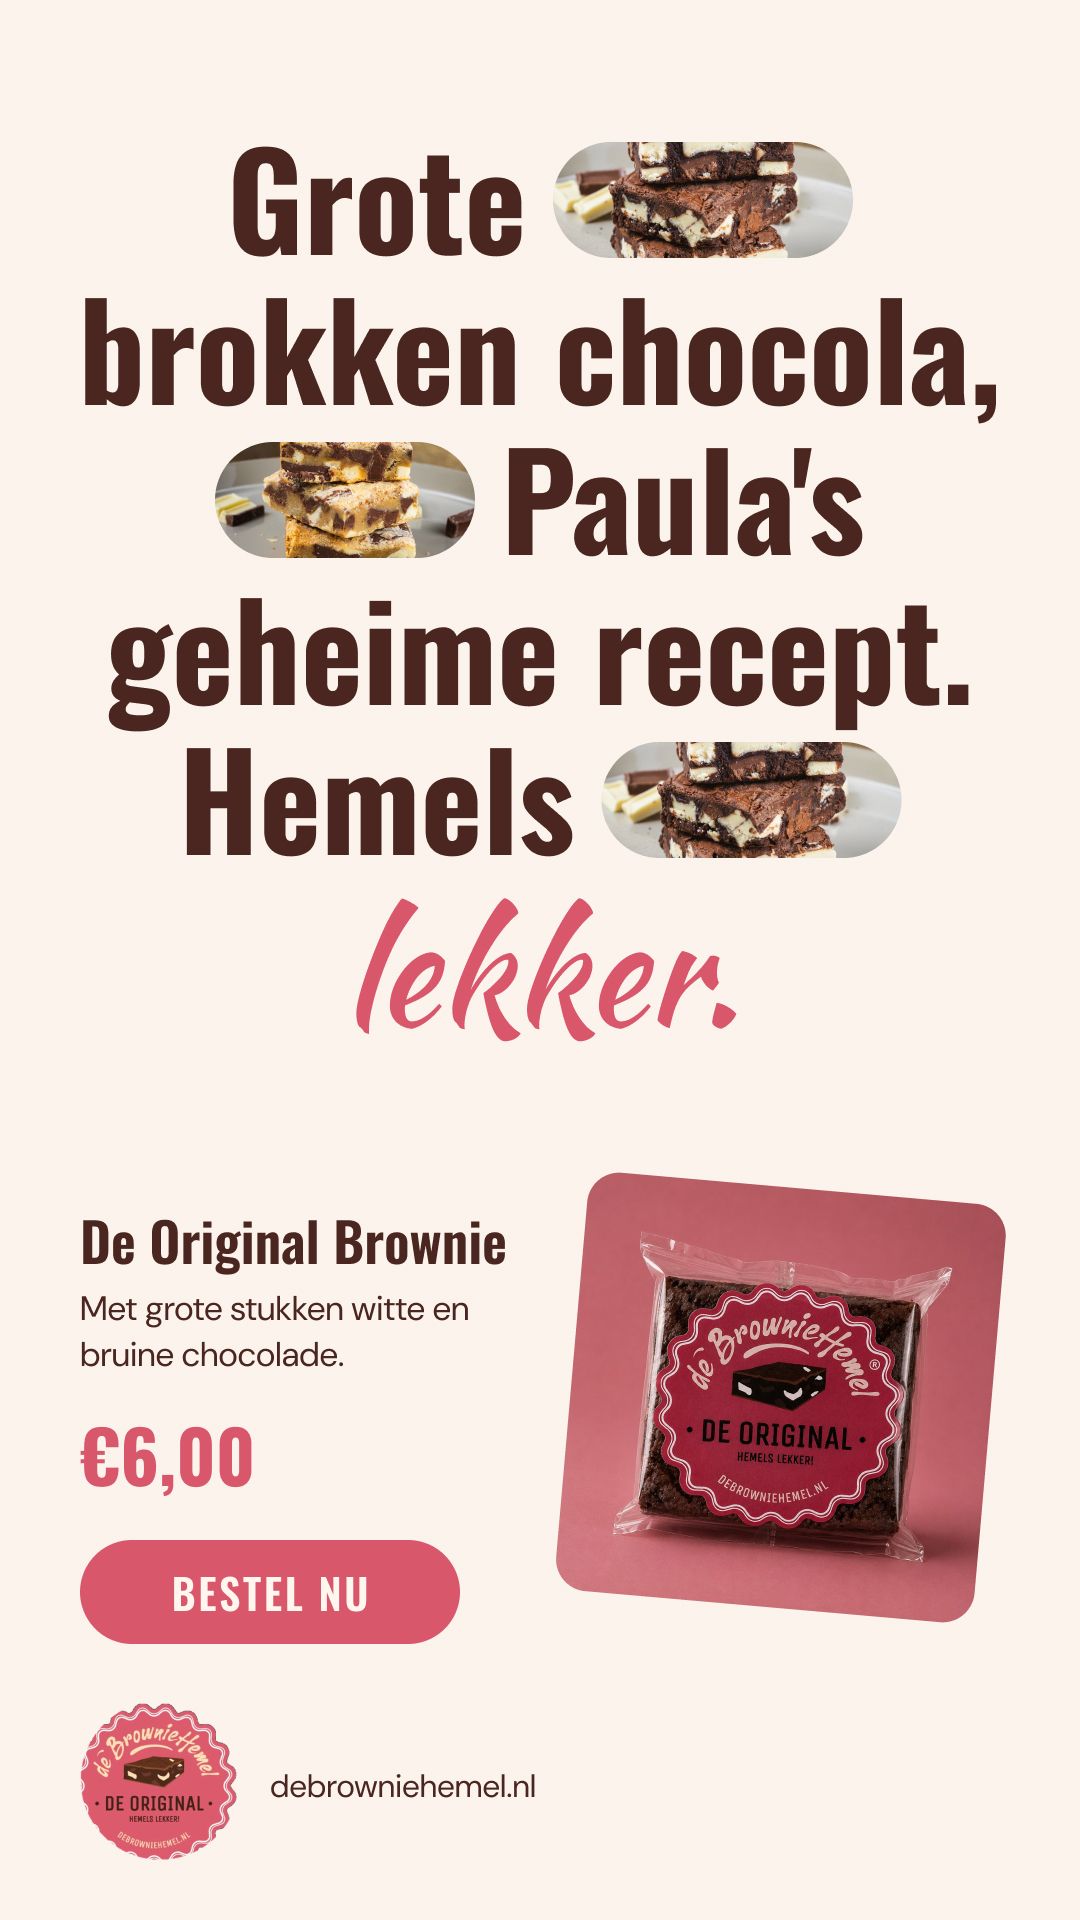 Grote
brokken chocola,
Paula's
geheime recept.
Hemels
lekker.
De Original Brownie
Met grote stukken witte en
bruine chocolade.
€6,00
BESTEL NU
de BrownieHemel
®
• DE ORIGINAL •
HEMELS LEKKER!
DEBROWNIEHEMEL.NL
de BrownieHemel
• DE ORIGINAL •
HEMELS LEKKER!
DEBROWNIEHEMEL.NL
debrowniehemel.nl